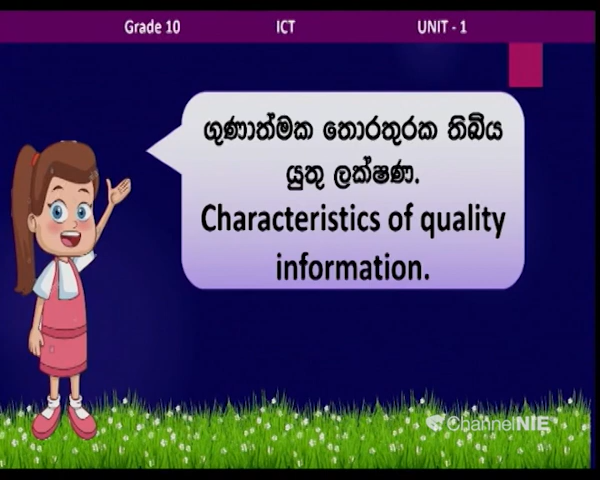 Grade 10 ICT UNIT - 1
ගුණාත්මක තොරතුරක තිබිය
යුතු ලක්ෂණ.
Characteristics of quality
information.
ChannelNIE